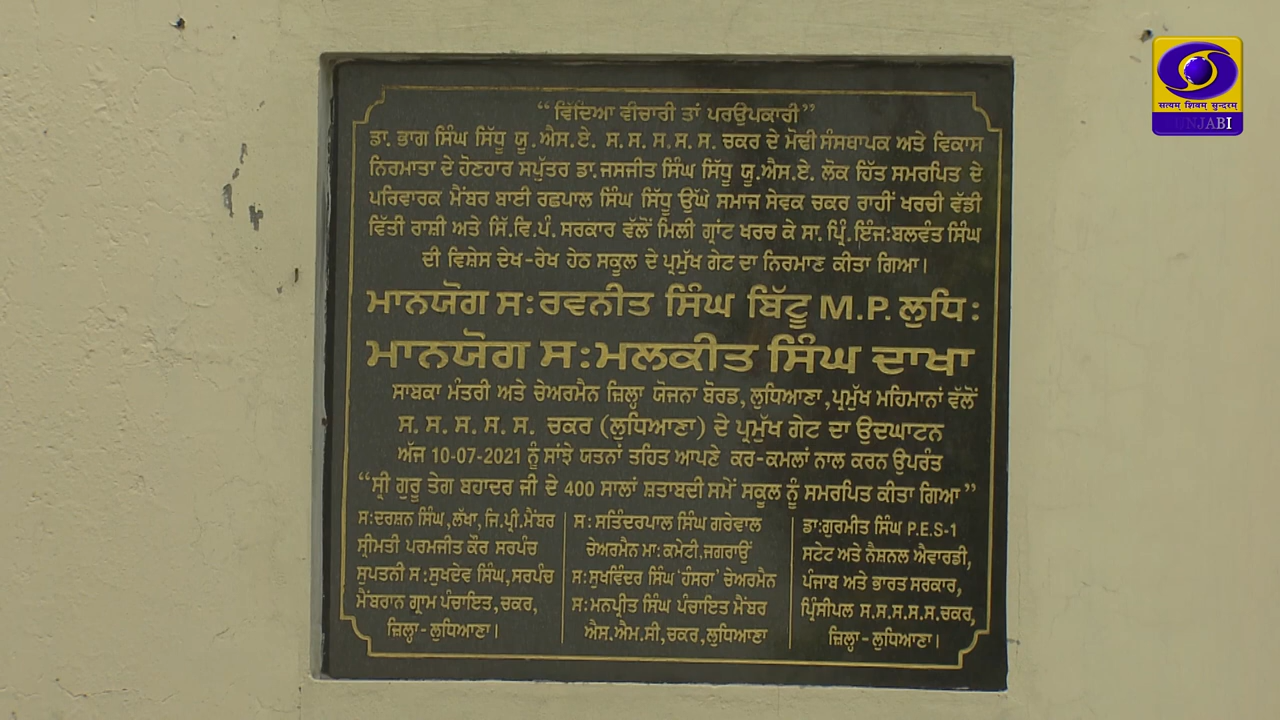 “ਵਿੱਦਿਆ ਵੀਚਾਰੀ ਤਾਂ ਪਰਉਪਕਾਰੀ”
ਡਾ. ਭਾਗ ਸਿੰਘ ਸਿੱਧੂ ਯੂ.ਐਸ.ਏ. ਸ. ਸ. ਸ. ਸ. ਸ. ਚਕਰ ਦੇ ਮੋਢੀ ਸੰਸਥਾਪਕ ਅਤੇ ਵਿਕਾਸ
ਨਿਰਮਾਤਾ ਦੇ ਹੋਣਹਾਰ ਸਪੁੱਤਰ ਡਾ.ਜਸਜੀਤ ਸਿੰਘ ਸਿੱਧੂ ਯੂ.ਐਸ.ਏ. ਲੋਕ ਹਿੱਤ ਸਮਰਪਿਤ ਦੇ
ਪਰਿਵਾਰਕ ਮੈਂਬਰ ਬਾਈ ਰਛਪਾਲ ਸਿੰਘ ਸਿੱਧੂ ਉੱਘੇ ਸਮਾਜ ਸੇਵਕ ਚਕਰ ਰਾਹੀਂ ਖਰਚੀ ਵੱਡੀ
ਵਿੱਤੀ ਰਾਸ਼ੀ ਅਤੇ ਸਿੱ.ਵਿ.ਪੰ. ਸਰਕਾਰ ਵੱਲੋਂ ਮਿਲੀ ਗ੍ਰਾਂਟ ਖਰਚ ਕੇ ਸਾ. ਪ੍ਰਿੰ. ਇੰਜ:ਬਲਵੰਤ ਸਿੰਘ
ਦੀ ਵਿਸ਼ੇਸ ਦੇਖ-ਰੇਖ ਹੇਠ ਸਕੂਲ ਦੇ ਪ੍ਰਮੁੱਖ ਗੇਟ ਦਾ ਨਿਰਮਾਣ ਕੀਤਾ ਗਿਆ।
ਮਾਨਯੋਗ ਸ:ਰਵਨੀਤ ਸਿੰਘ ਬਿੱਟੂ M.P. ਲੁਧਿ:
ਮਾਨਯੋਗ ਸ:ਮਲਕੀਤ ਸਿੰਘ ਦਾਖਾ
ਸਾਬਕਾ ਮੰਤਰੀ ਅਤੇ ਚੇਅਰਮੈਨ ਜ਼ਿਲ੍ਹਾ ਯੋਜਨਾ ਬੋਰਡ, ਲੁਧਿਆਣਾ ,ਪ੍ਰਮੁੱਖ ਮਹਿਮਾਨਾਂ ਵੱਲੋਂ
ਸ. ਸ. ਸ. ਸ. ਸ. ਚਕਰ (ਲੁਧਿਆਣਾ) ਦੇ ਪ੍ਰਮੁੱਖ ਗੇਟ ਦਾ ਉਦਘਾਟਨ
ਅੱਜ 10-07-2021 ਨੂੰ ਸਾਂਝੇ ਯਤਨਾਂ ਤਹਿਤ ਆਪਣੇ ਕਰ-ਕਮਲਾਂ ਨਾਲ ਕਰਨ ਉਪਰੰਤ
“ਸ਼੍ਰੀ ਗੁਰੂ ਤੇਗ ਬਹਾਦਰ ਜੀ ਦੇ 400 ਸਾਲਾਂ ਸ਼ਤਾਬਦੀ ਸਮੇਂ ਸਕੂਲ ਨੂੰ ਸਮਰਪਿਤ ਕੀਤਾ ਗਿਆ”
ਸ:ਦਰਸ਼ਨ ਸਿੰਘ,ਲੱਖਾ, ਜਿ.ਪ੍ਰੀ.ਮੈਂਬਰ
ਸ਼੍ਰੀਮਤੀ ਪਰਮਜੀਤ ਕੌਰ ਸਰਪੰਚ
ਸੁਪਤਨੀ ਸ:ਸੁਖਦੇਵ ਸਿੰਘ,ਸਰਪੰਚ
ਮੈਂਬਰਾਨ ਗ੍ਰਾਮ ਪੰਚਾਇਤ,ਚਕਰ,
ਜ਼ਿਲ੍ਹਾ-ਲੁਧਿਆਣਾ।
ਸ: ਸਤਿੰਦਰਪਾਲ ਸਿੰਘ ਗਰੇਵਾਲ
ਚੇਅਰਮੈਨ ਮਾ: ਕਮੇਟੀ,ਜਗਰਾਉਂ
ਸ:ਸੁਖਵਿੰਦਰ ਸਿੰਘ ‘ਹੰਸਰਾ’ ਚੇਅਰਮੈਨ
ਸ:ਮਨਪ੍ਰੀਤ ਸਿੰਘ ਪੰਚਾਇਤ ਮੈਂਬਰ
ਐਸ.ਐਮ.ਸੀ,ਚਕਰ,ਲੁਧਿਆਣਾ
ਡਾ:ਗੁਰਮੀਤ ਸਿੰਘ P.E.S-1
ਸਟੇਟ ਅਤੇ ਨੈਸ਼ਨਲ ਐਵਾਰਡੀ,
ਪੰਜਾਬ ਅਤੇ ਭਾਰਤ ਸਰਕਾਰ,
ਪ੍ਰਿੰਸੀਪਲ ਸ.ਸ.ਸ.ਸ.ਸ.ਚਕਰ,
ਜ਼ਿਲ੍ਹਾ-ਲੁਧਿਆਣਾ।
सत्यम् शिवम् सुन्दरम्